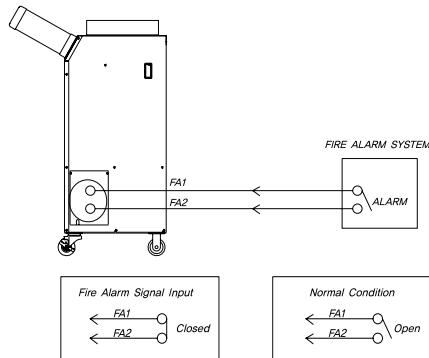 FIRE ALARM SYSTEM
FA1
FA2
ALARM
Fire Alarm Signal Input
FA1
FA2
Closed
Normal Condition
FA1
FA2
Open